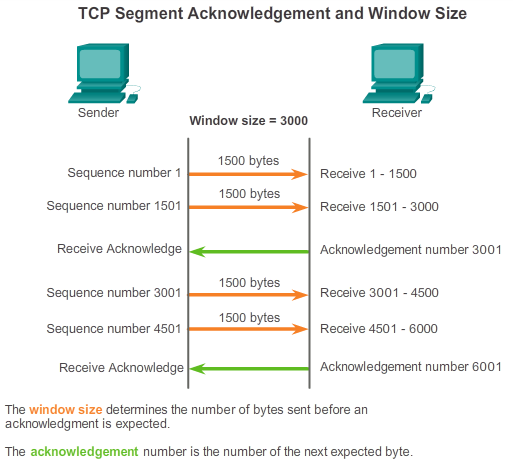 TCP Segment Acknowledgement and Window Size
Sender
Receiver
Window size = 3000
1500 bytes
Sequence number 1
Receive 1 - 1500
1500 bytes
Sequence number 1501
Receive 1501 - 3000
Receive Acknowledge
Acknowledgement number 3001
1500 bytes
Sequence number 3001
Receive 3001 - 4500
1500 bytes
Sequence number 4501
Receive 4501 - 6000
Receive Acknowledge
Acknowledgement number 6001
The window size determines the number of bytes sent before an
acknowledgment is expected.
The acknowledgement number is the number of the next expected byte.